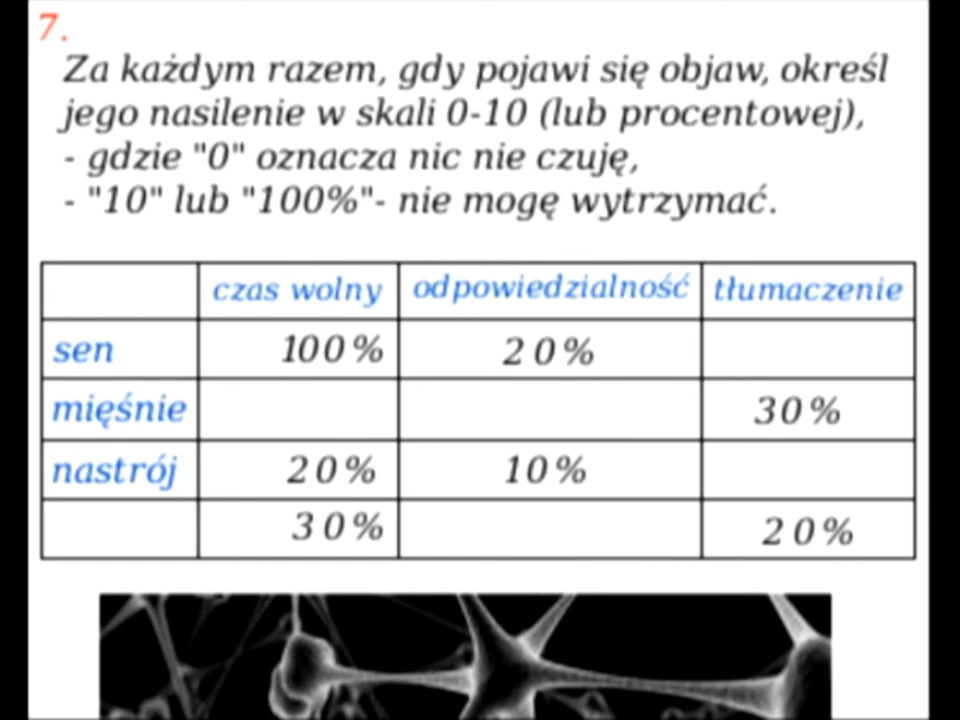 7.
Za każdym razem, gdy pojawi się objaw, określ
jego nasilenie w skali 0-10 (lub procentowej),
- gdzie "0" oznacza nic nie czuję,
- "10" lub "100%"- nie mogę wytrzymać.
czas wolny odpowiedzialność tłumaczenie
sen 100% 20%
mięśnie 30%
nastrój 20% 10%
30% 20%